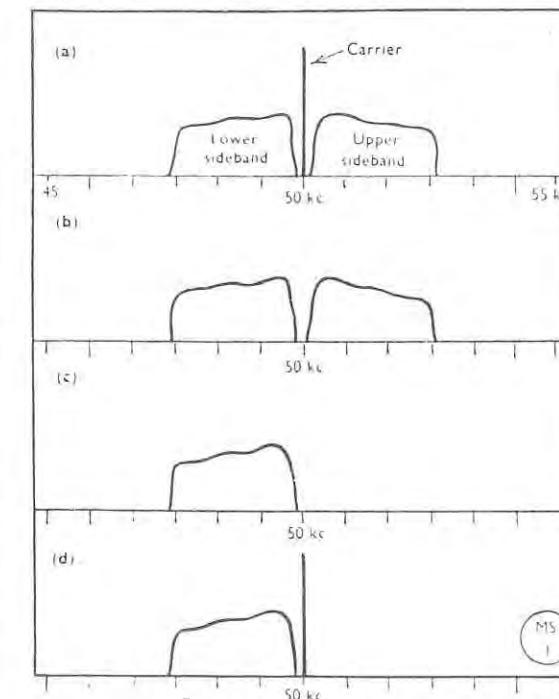 (a)
Carrier
Lower
sideband
Upper
sideband
45
50 kc
55 k
(b)
50 kc
(c)
50 kc
(d)
MS
1
50 kc